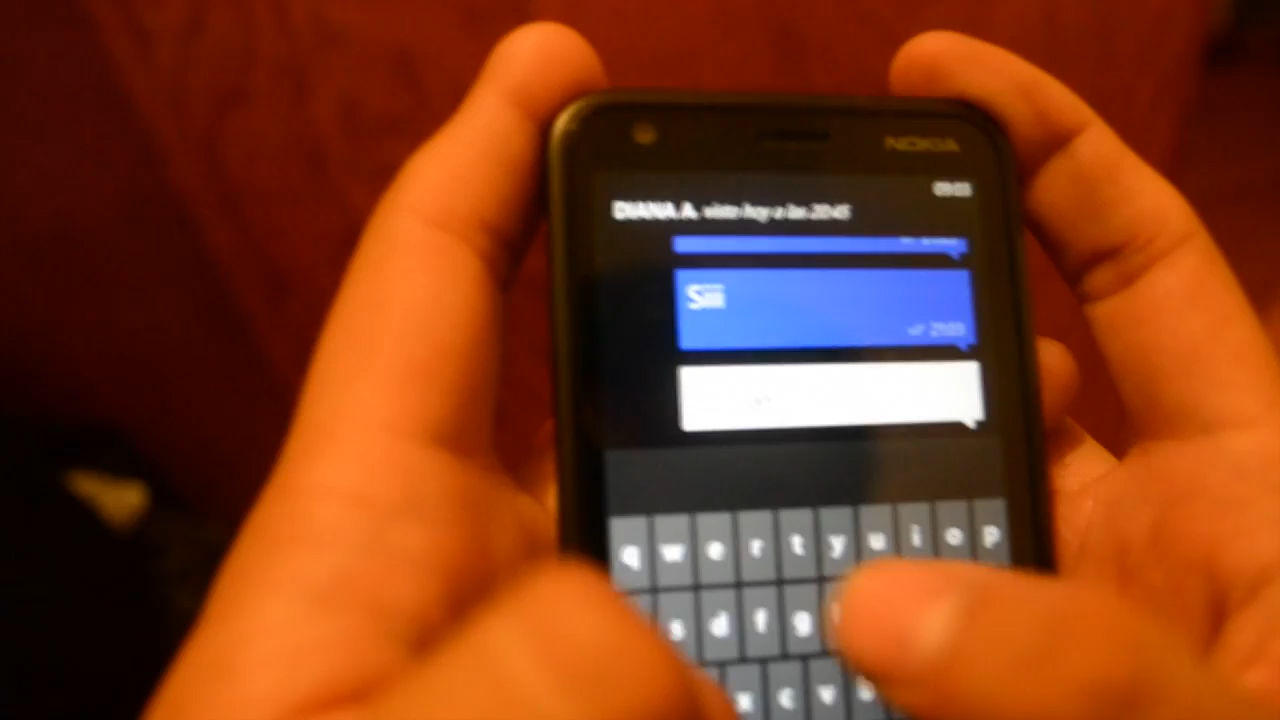 NOKIA
DIANA A. visto hoy a las 20:45
Siii
q w e r t y u i o p
s d f g
x c v b